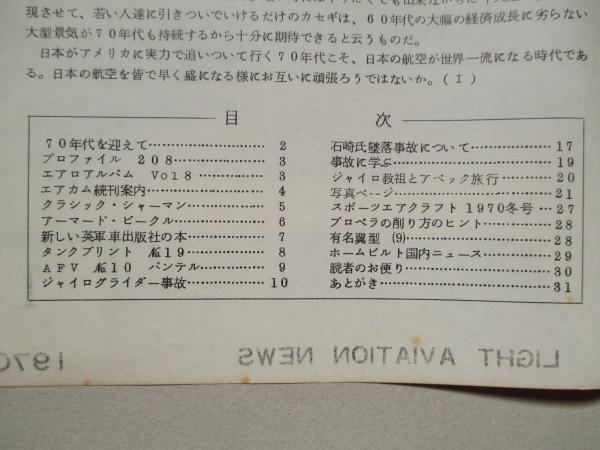 現させて、若い人達に引きついでいけるだけのカセギは、60年代の大幅の経済成長に劣らない
大型景気が70年代も持続するから十分に期待できると云うものだ。
日本がアメリカに実力で追いついて行く70年代こそ、日本の航空が世界一流になる時代であ
る。日本の航空を皆で早く盛になる様にお互いに頑張ろうではないか。(I)
目 次
70年代を迎えて…………………2
プロファイル 208………………3
エアロアルバム Vol8……………3
エアカム続刊案内…………………4
クラシック・シャーマン…………5
アーマード・ビークル……………6
新しい英軍車出版社の本…………7
タンクプリント №19……………8
AFV №10 パンテル……………9
ジャイログライダー事故…………10
石崎氏墜落事故について…………17
事故に学ぶ…………………………19
ジャイロ教祖とアベック旅行……20
写真ページ…………………………21
スポーツエアクラフト 1970冬号…27
プロペラの削り方のヒント………28
有名翼型 (9)………………………28
ホームビルト国内ニュース………29
読者のお便り………………………30
あとがき……………………………31
LIGHT AVIATION NEWS 1970